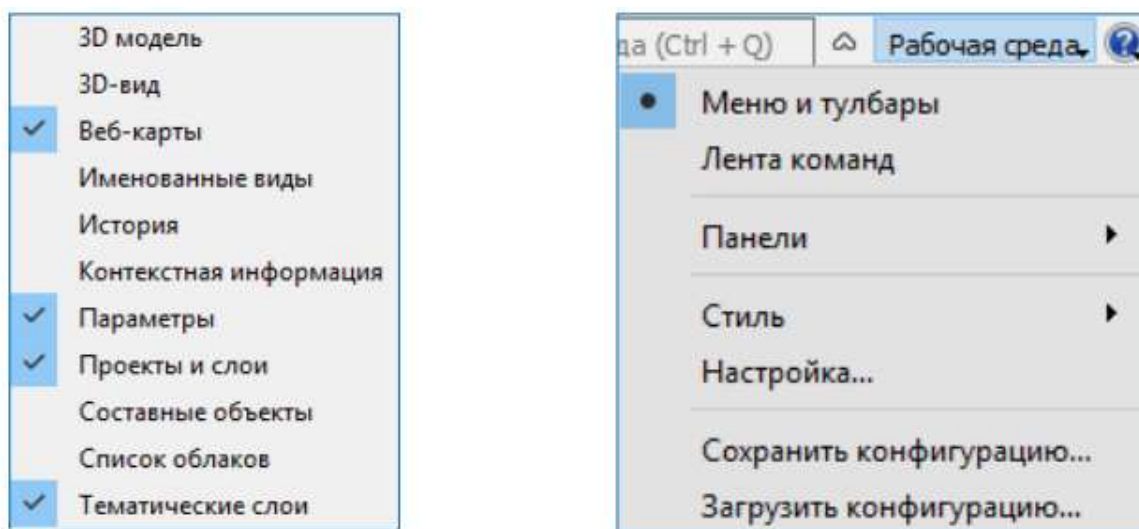 3D модель
3D-вид
Веб-карты
Именованные виды
История
Контекстная информация
Параметры
Проекты и слои
Составные объекты
Список облаков
Тематические слои
да (Ctrl + Q) Рабочая среда ?
Меню и тулбары
Лента команд
Панели
Стиль
Настройка...
Сохранить конфигурацию...
Загрузить конфигурацию...